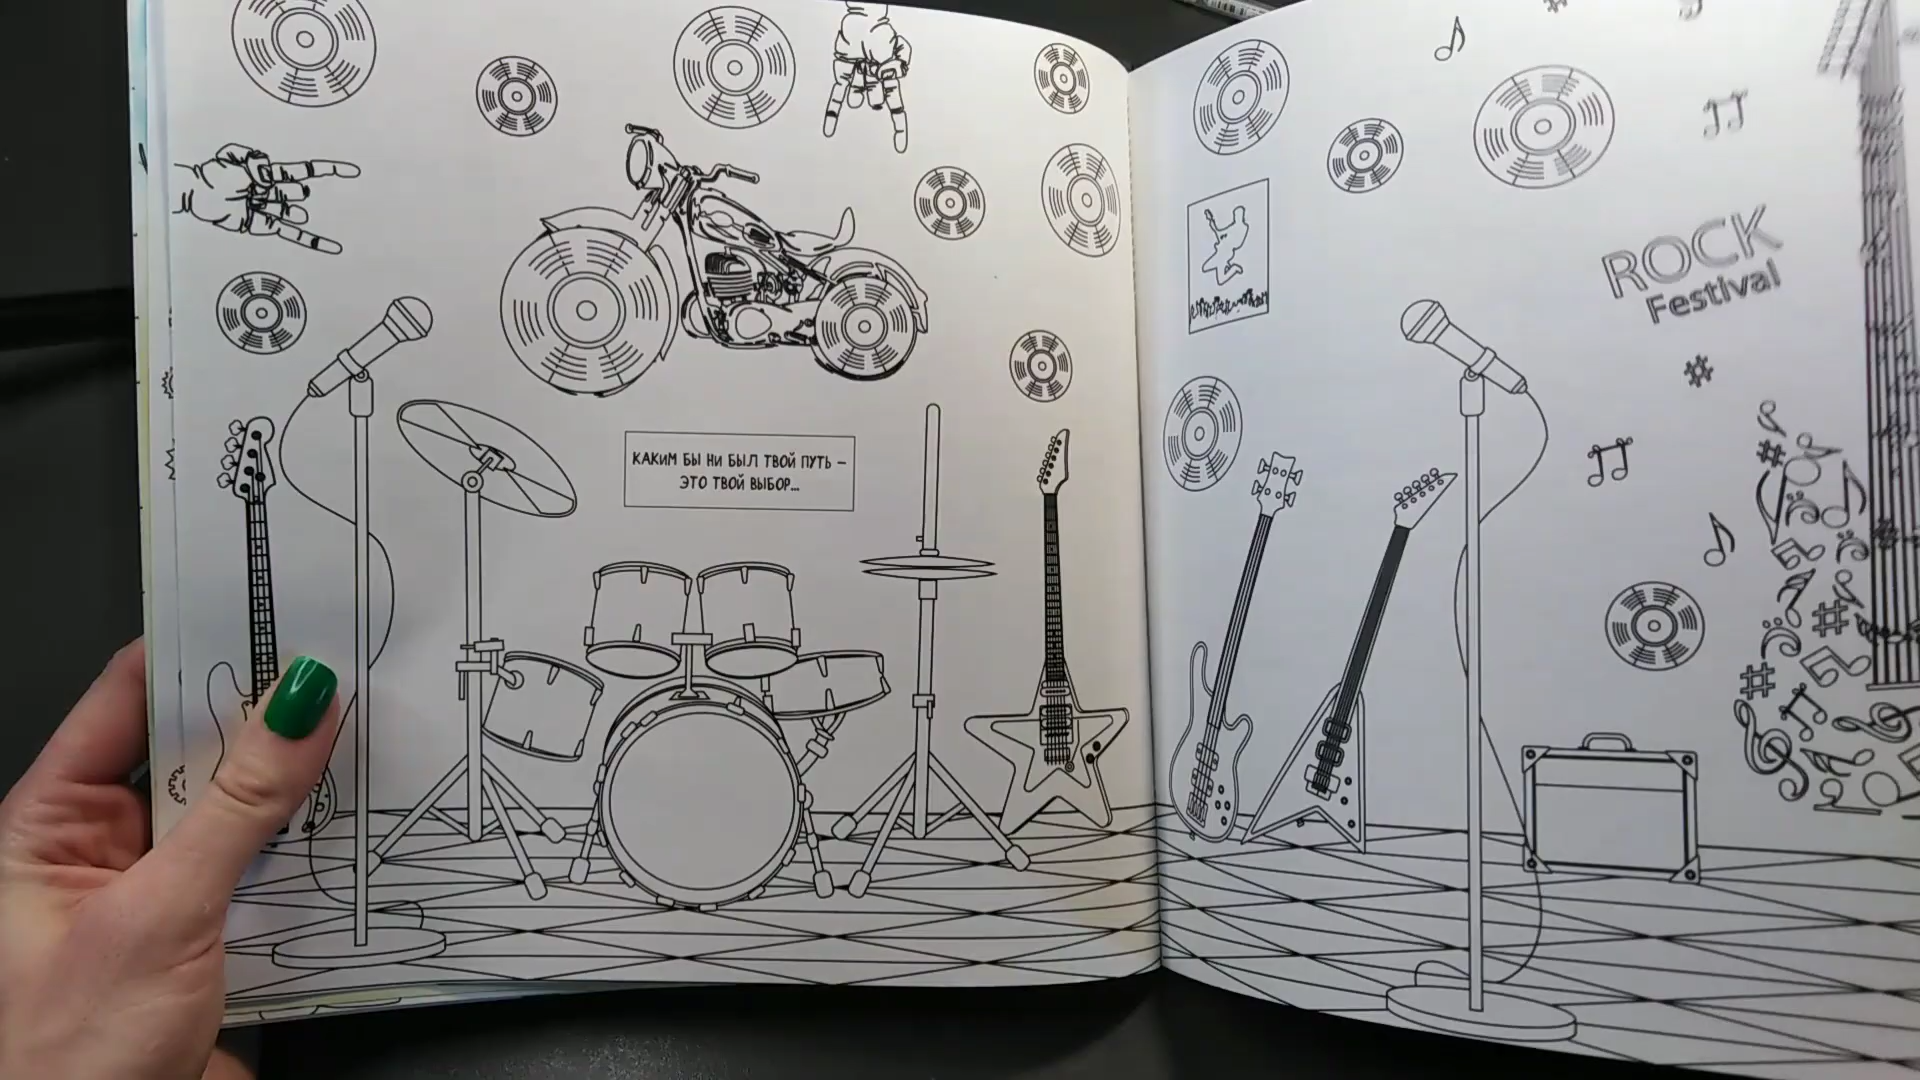 КАКИМ БЫ НИ БЫЛ ТВОЙ ПУТЬ –
ЭТО ТВОЙ ВЫБОР...
ROCK
Festival